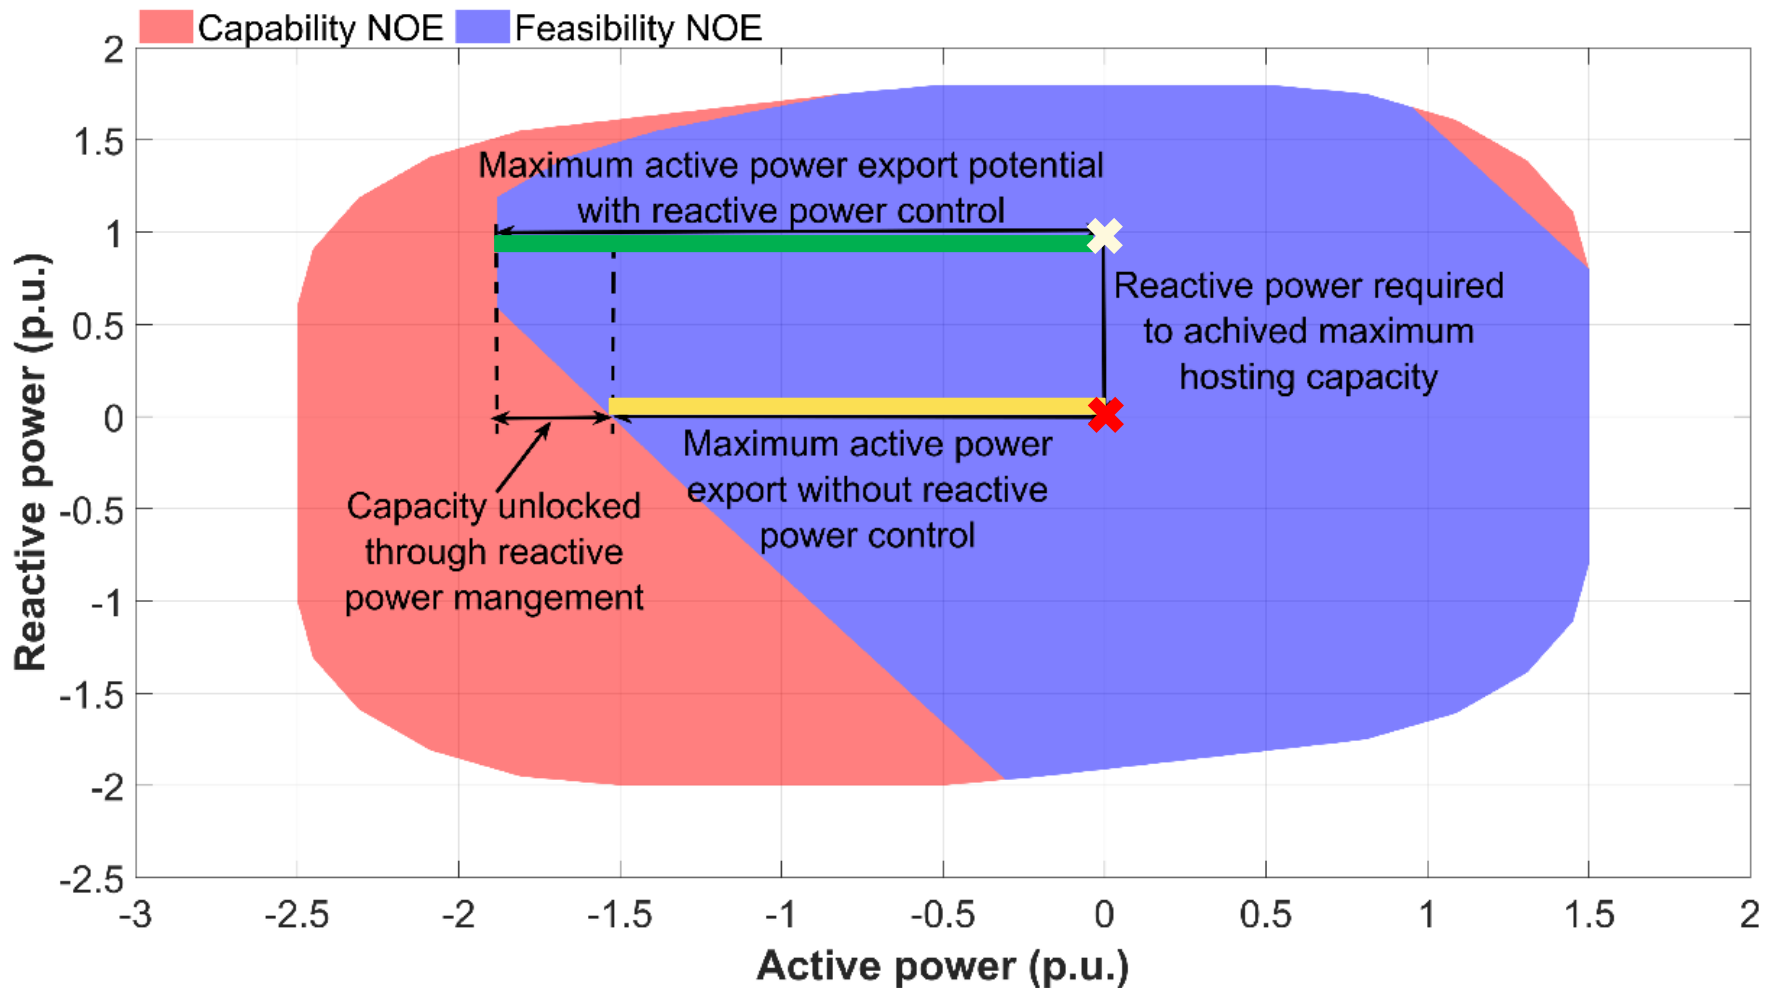 Capability NOE Feasibility NOE
2
1.5
1
0.5
0
-0.5
-1
-1.5
-2
-2.5
Reactive power (p.u.)
Maximum active power export potential
with reactive power control
Reactive power required
to achived maximum
hosting capacity
Maximum active power
export without reactive
power control
Capacity unlocked
through reactive
power mangement
-3 -2.5 -2 -1.5 -1 -0.5 0 0.5 1 1.5 2
Active power (p.u.)